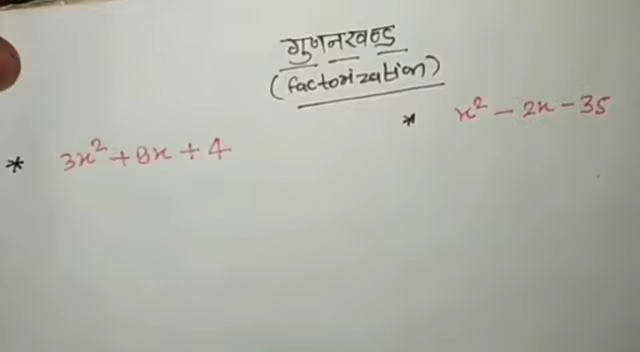 गुणनखण्ड
(factorization)
* x² - 2x - 35
* 3x² + 8x + 4